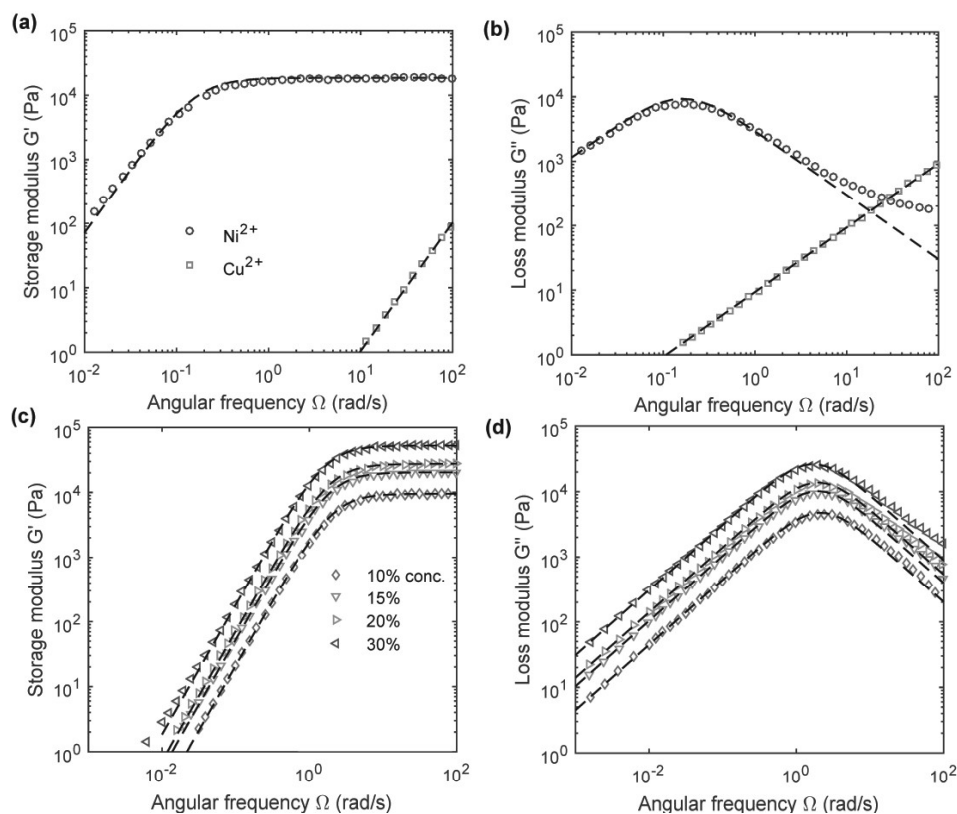 (a)
10^5
10^4
10^3
10^2
10^1
10^0
Storage modulus G' (Pa)
Ni^2+
Cu^2+
10^-2 10^-1 10^0 10^1 10^2
Angular frequency Ω (rad/s)
(b)
10^5
10^4
10^3
10^2
10^1
10^0
Loss modulus G'' (Pa)
10^-2 10^-1 10^0 10^1 10^2
Angular frequency Ω (rad/s)
(c)
10^5
10^4
10^3
10^2
10^1
10^0
Storage modulus G' (Pa)
10% conc.
15%
20%
30%
10^-2 10^0 10^2
Angular frequency Ω (rad/s)
(d)
10^5
10^4
10^3
10^2
10^1
10^0
Loss modulus G'' (Pa)
10^-2 10^0 10^2
Angular frequency Ω (rad/s)